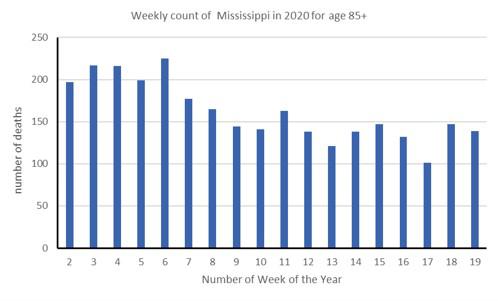 Weekly count of  Mississippi in 2020 for age 85+
250
200
150
100
50
0
number of deaths
2 3 4 5 6 7 8 9 10 11 12 13 14 15 16 17 18 19
Number of Week of the Year